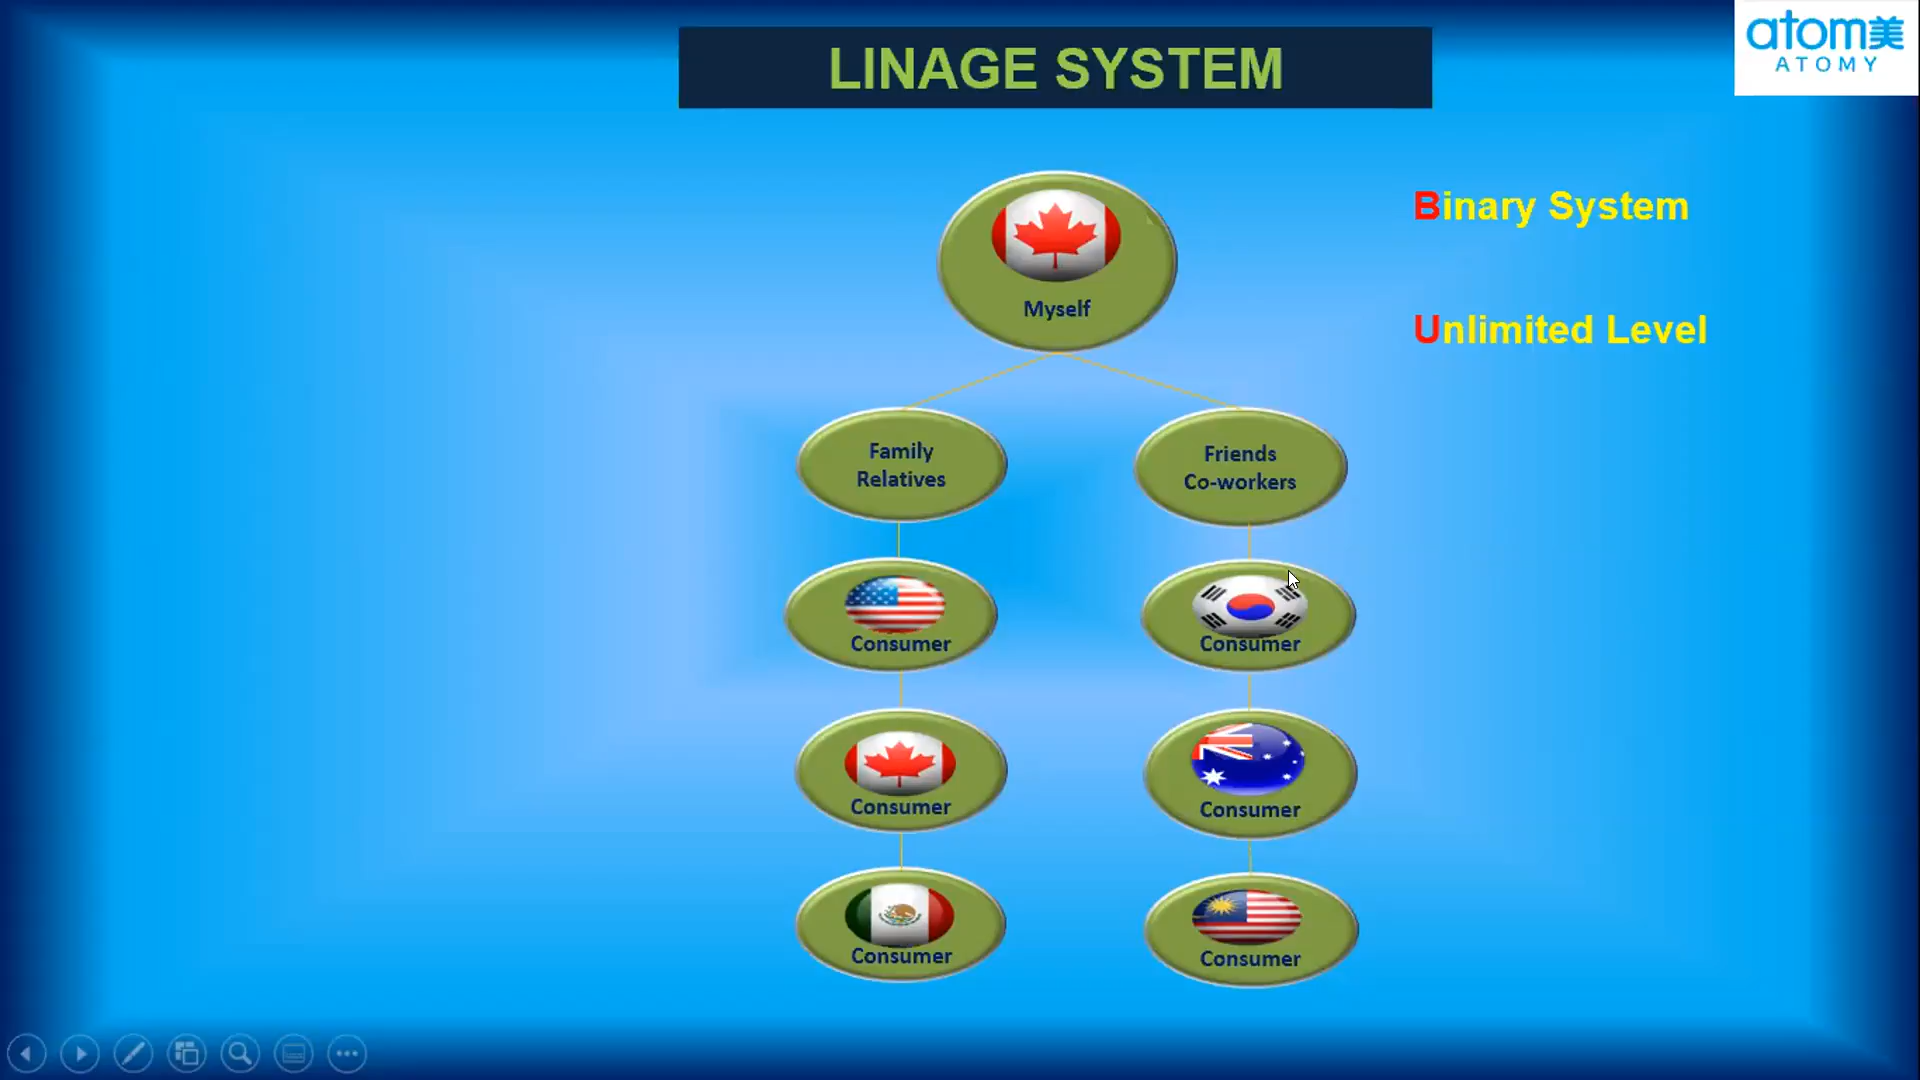 LINAGE SYSTEM
atom美
ATOMY
Binary System
Unlimited Level
Myself
Family
Relatives
Friends
Co-workers
Consumer
Consumer
Consumer
Consumer
Consumer
Consumer